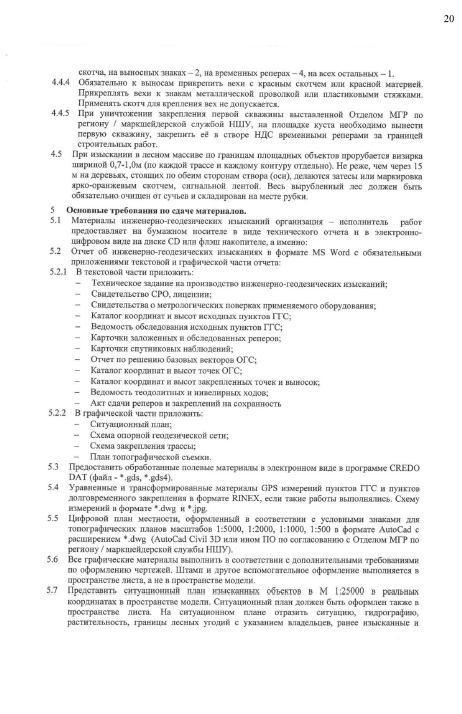 20
скотча, на выносных знаках – 2, на временных реперах – 4, на всех остальных – 1.
4.4.4 Обязательно к выносам прикрепить вехи с красным скотчем или красной материей.
Прикреплять вехи к знакам металлической проволкой или пластиковыми стяжками.
Применять скотч для крепления вех не допускается.
4.4.5 При уничтожении закрепления первой скважины выставленной Отделом МГР по
региону / маркшейдерской службой НШУ, на площадке куста необходимо вынести
первую скважину, закрепить её в створе НДС временными реперами за границей
строительных работ.
4.5 При изыскании в лесном массиве по границам площадных объектов прорубается визирка
шириной 0,7-1,0м (по каждой трассе и каждому контуру отдельно). Не реже, чем через 15
м на деревьях, стоящих по обеим сторонам створа (оси), делаются затесы или маркировка
ярко-оранжевым скотчем, сигнальной лентой. Весь вырубленный лес должен быть
обязательно очищен от сучьев и складирован на месте рубки.
5 Основные требования по сдаче материалов.
5.1 Материалы инженерно-геодезических изысканий организация – исполнитель работ
предоставляет на бумажном носителе в виде технического отчета и в электронно-
цифровом виде на диске CD или флэш накопителе, а именно:
5.2 Отчет об инженерно-геодезических изысканиях в формате MS Word с обязательными
приложениями текстовой и графической части отчета:
5.2.1 В текстовой части приложить:
– Техническое задание на производство инженерно-геодезических изысканий;
– Свидетельство СРО, лицензии;
– Свидетельства о метрологических поверках применяемого оборудования;
– Каталог координат и высот исходных пунктов ГГС;
– Ведомость обследования исходных пунктов ГГС;
– Карточки заложенных и обследованных реперов;
– Карточки спутниковых наблюдений;
– Отчет по решению базовых векторов ОГС;
– Каталог координат и высот точек ОГС;
– Каталог координат и высот закрепленных точек и выносок;
– Ведомость теодолитных и нивелирных ходов;
– Акт сдачи реперов и закреплений на сохранность
5.2.2 В графической части приложить:
– Ситуационный план;
– Схема опорной геодезической сети;
– Схема закрепления трассы;
– План топографической съемки.
5.3 Предоставить обработанные полевые материалы в электронном виде в программе CREDO
DAT (файл - *.gds, *.gds4).
5.4 Уравненные и трансформированные материалы GPS измерений пунктов ГГС и пунктов
долговременного закрепления в формате RINEX, если такие работы выполнялись. Схему
измерений в формате *.dwg и *.jpg.
5.5 Цифровой план местности, оформленный в соответствии с условными знаками для
топографических планов масштабов 1:5000, 1:2000, 1:1000, 1:500 в формате AutoCad с
расширением *.dwg (AutoCad Civil 3D или ином ПО по согласованию с Отделом МГР по
региону / маркшейдерской службы НШУ).
5.6 Все графические материалы выполнить в соответствии с дополнительными требованиями
по оформлению чертежей. Штамп и другое вспомогательное оформление выполняется в
пространстве листа, а не в пространстве модели.
5.7 Представить ситуационный план изысканных объектов в М 1:25000 в реальных
координатах в пространстве модели. Ситуационный план должен быть оформлен также в
пространстве листа. На ситуационном плане отразить ситуацию, гидрографию,
растительность, границы лесных угодий с указанием владельцев, ранее изысканные и